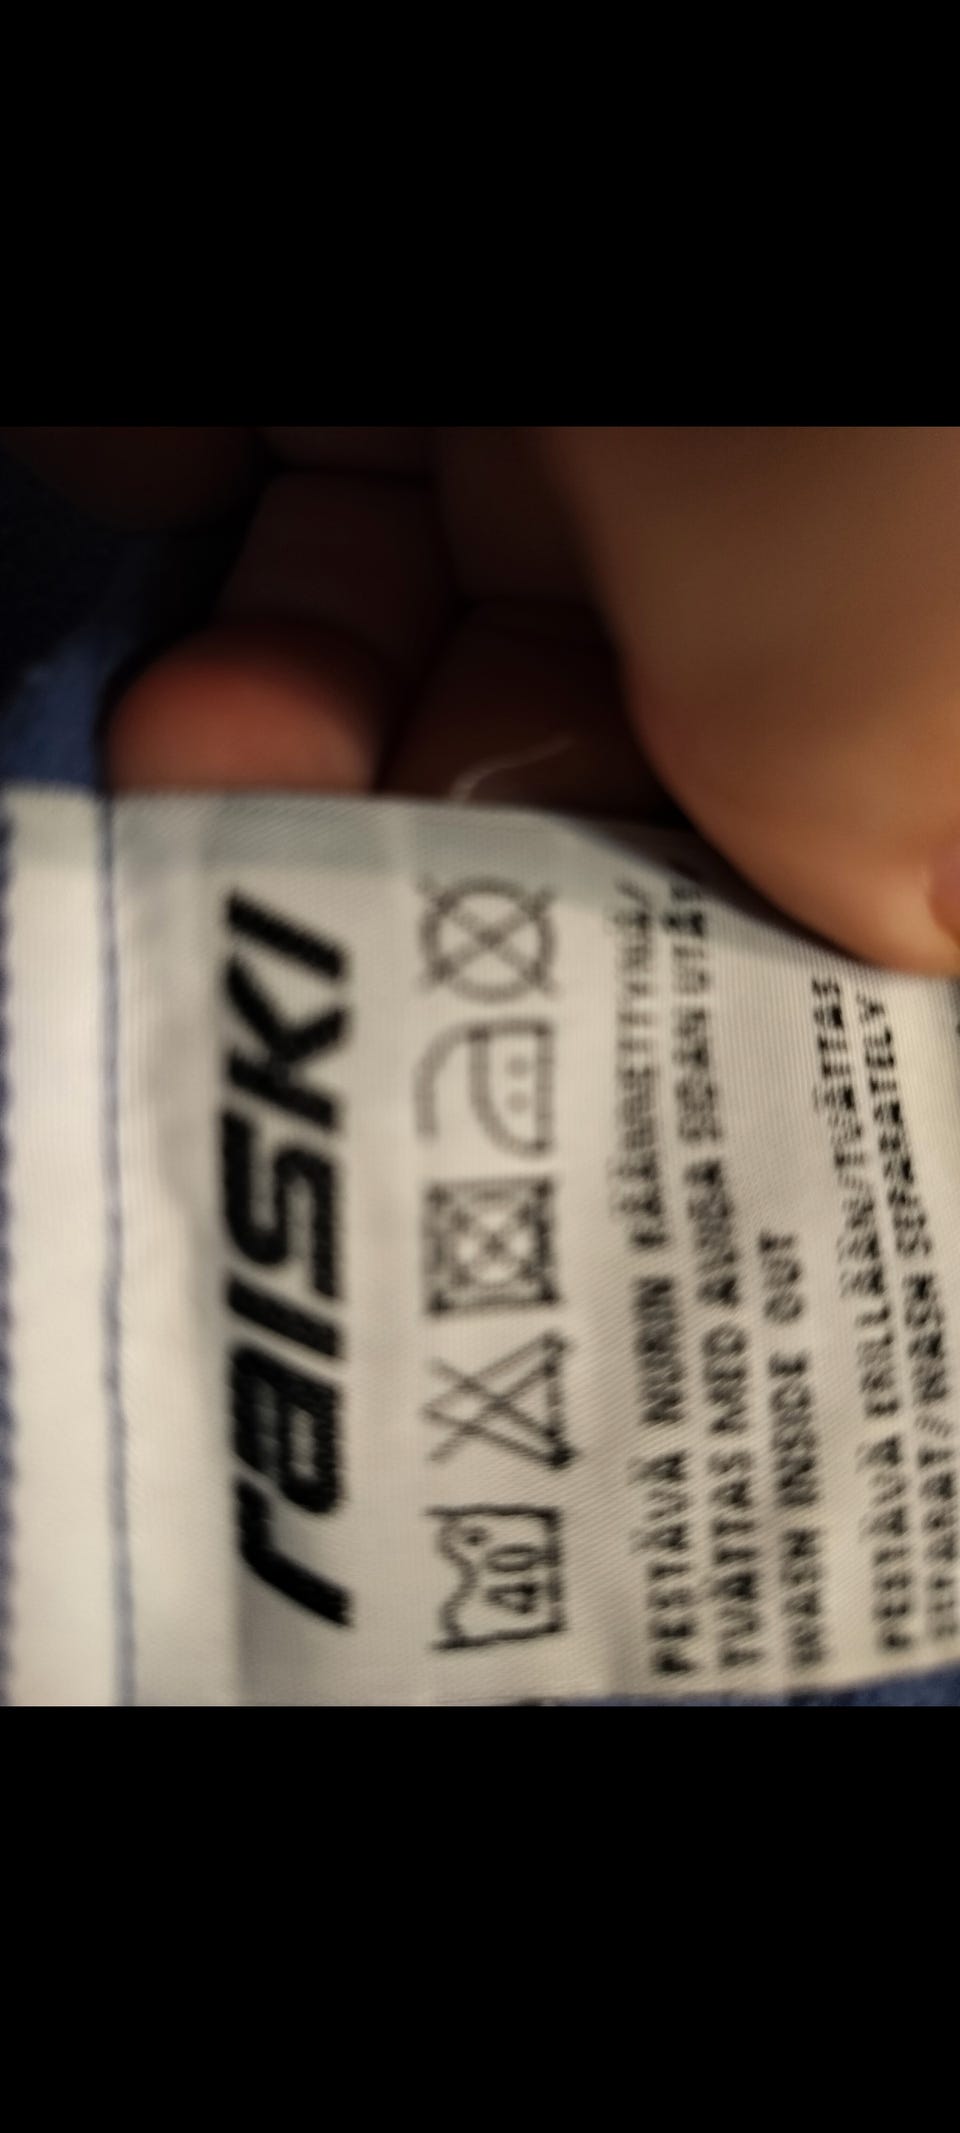 raISKI
40°
PESTÄVÄ NURIN KÄÄNNETTYNÄ/
TVÄTTAS MED AVIGA SIDAN UTÅT
WASH INSIDE OUT
PESTÄVÄ ERILLÄÄN/TVÄTTAS
SEPARAT/WASH SEPARATELY